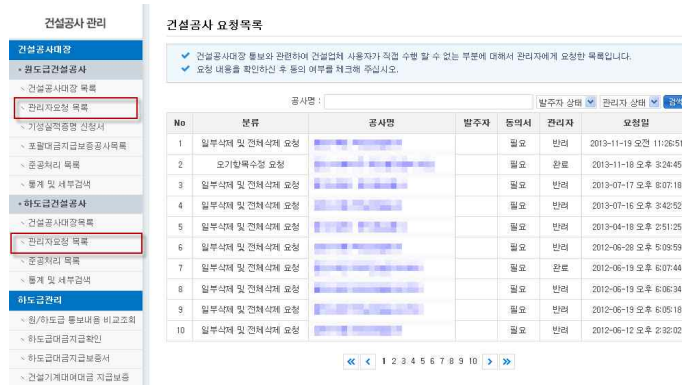 건설공사 관리
건설공사대장
원도급건설공사
건설공사대장 목록
관리자요청 목록
기성실적증명 신청서
포괄대금지급보증공사목록
준공처리 목록
통계 및 세부검색
하도급건설공사
건설공사대장목록
관리자요청 목록
준공처리 목록
통계 및 세부검색
하도급관리
원/하도급 통보내용 비교조회
하도급대금지급확인
하도급대금지급보증서
건설기계대여대금 지급보증
건설공사 요청목록
건설공사대장 통보와 관련하여 건설업체 사용자가 직접 수행 할 수 없는 부분에 대해서 관리자에게 요청한 목록입니다.
요청 내용을 확인하신 후 동의 여부를 체크해 주십시오.
공사명 : 발주자 상태 관리자 상태 검색
No 분류 공사명 발주자 동의서 관리자 요청일
1 일부삭제 및 전체삭제 요청 필요 반려 2013-11-19 오전 11:26:51
2 오기항목수정 요청 필요 완료 2013-11-18 오후 3:24:45
3 일부삭제 및 전체삭제 요청 필요 반려 2013-07-17 오후 8:07:18
4 일부삭제 및 전체삭제 요청 필요 반려 2013-07-16 오후 3:42:52
5 일부삭제 및 전체삭제 요청 필요 반려 2013-04-18 오후 2:51:25
6 일부삭제 및 전체삭제 요청 필요 반려 2012-06-28 오후 5:09:59
7 일부삭제 및 전체삭제 요청 필요 완료 2012-06-19 오후 6:07:44
8 일부삭제 및 전체삭제 요청 필요 반려 2012-06-19 오후 6:06:34
9 일부삭제 및 전체삭제 요청 필요 반려 2012-06-19 오후 6:05:18
10 일부삭제 및 전체삭제 요청 필요 반려 2012-06-12 오후 2:32:02
1 2 3 4 5 6 7 8 9 10